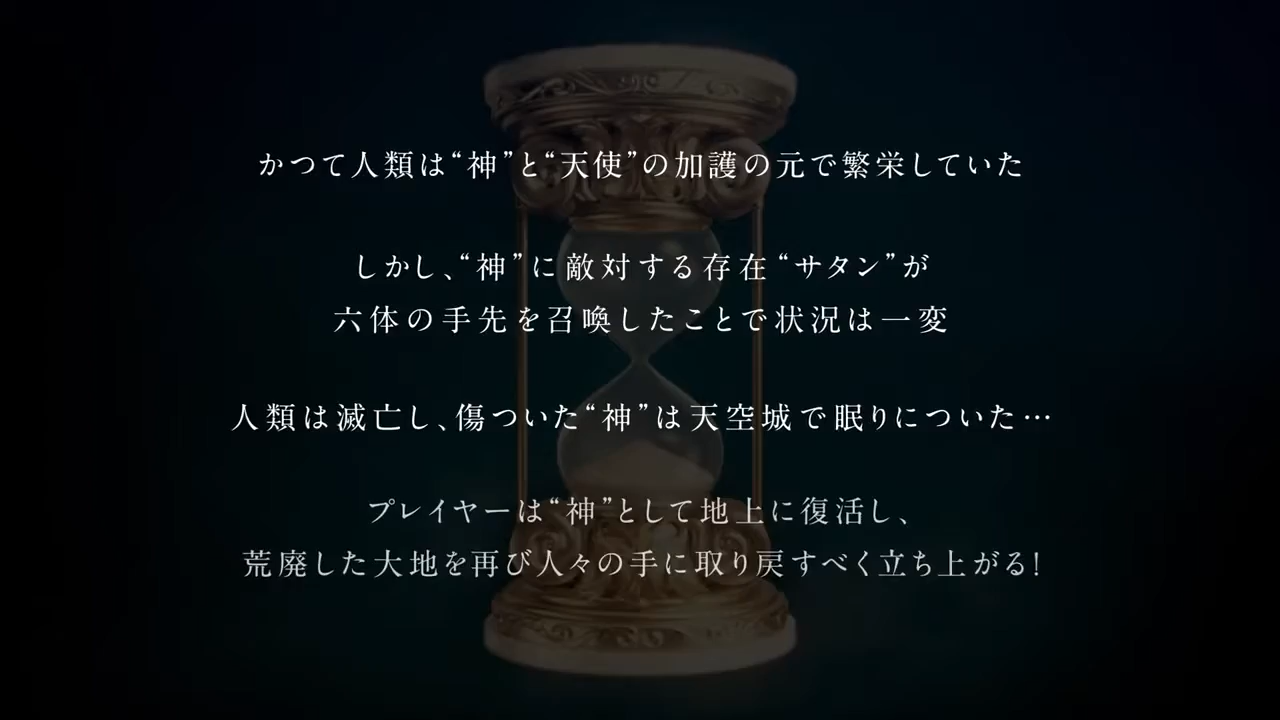 かつて人類は“神”と“天使”の加護の元で繁栄していた
しかし、“神”に敵対する存在“サタン”が
六体の手先を召喚したことで状況は一変
人類は滅亡し、傷ついた“神”は天空城で眠りについた…
プレイヤーは“神”として地上に復活し、
荒廃した大地を再び人々の手に取り戻すべく立ち上がる!